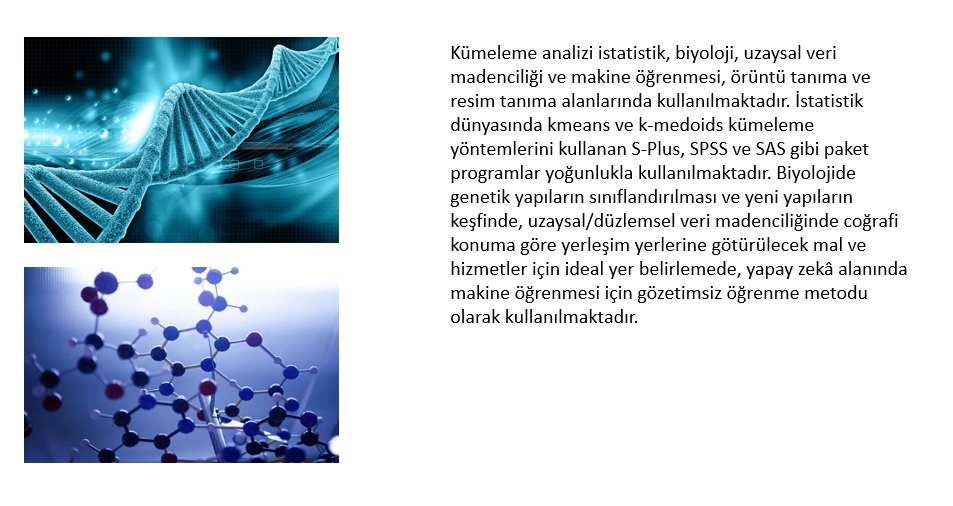 Kümeleme analizi istatistik, biyoloji, uzaysal veri
madenciliği ve makine öğrenmesi, örüntü tanıma ve
resim tanıma alanlarında kullanılmaktadır. İstatistik
dünyasında kmeans ve k-medoids kümeleme
yöntemlerini kullanan S-Plus, SPSS ve SAS gibi paket
programlar yoğunlukla kullanılmaktadır. Biyolojide
genetik yapıların sınıflandırılması ve yeni yapıların
keşfinde, uzaysal/düzlemsel veri madenciliğinde coğrafi
konuma göre yerleşim yerlerine götürülecek mal ve
hizmetler için ideal yer belirlemede, yapay zekâ alanında
makine öğrenmesi için gözetimsiz öğrenme metodu
olarak kullanılmaktadır.